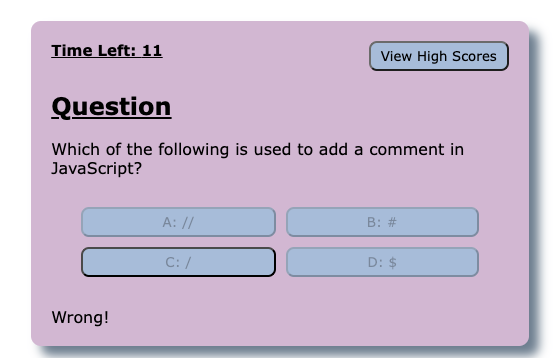 Time Left: 11
View High Scores
Question
Which of the following is used to add a comment in
JavaScript?
A: //
B: #
C: /
D: $
Wrong!